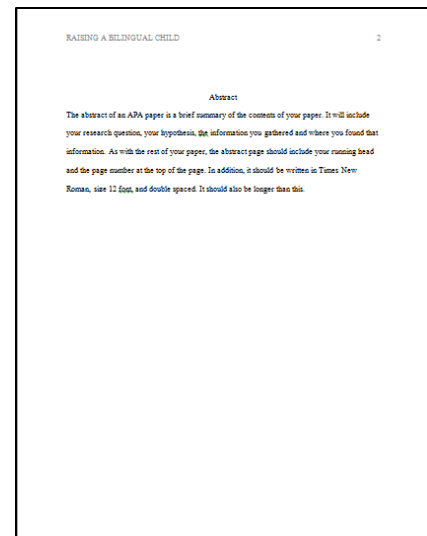 RAISING A BILINGUAL CHILD 2
Abstract
The abstract of an APA paper is a brief summary of the contents of your paper. It will include
your research question, your hypothesis, the information you gathered and where you found that
information. As with the rest of your paper, the abstract page should include your running head
and the page number at the top of the page. In addition, it should be written in Times New
Roman, size 12 font, and double spaced. It should also be longer than this.